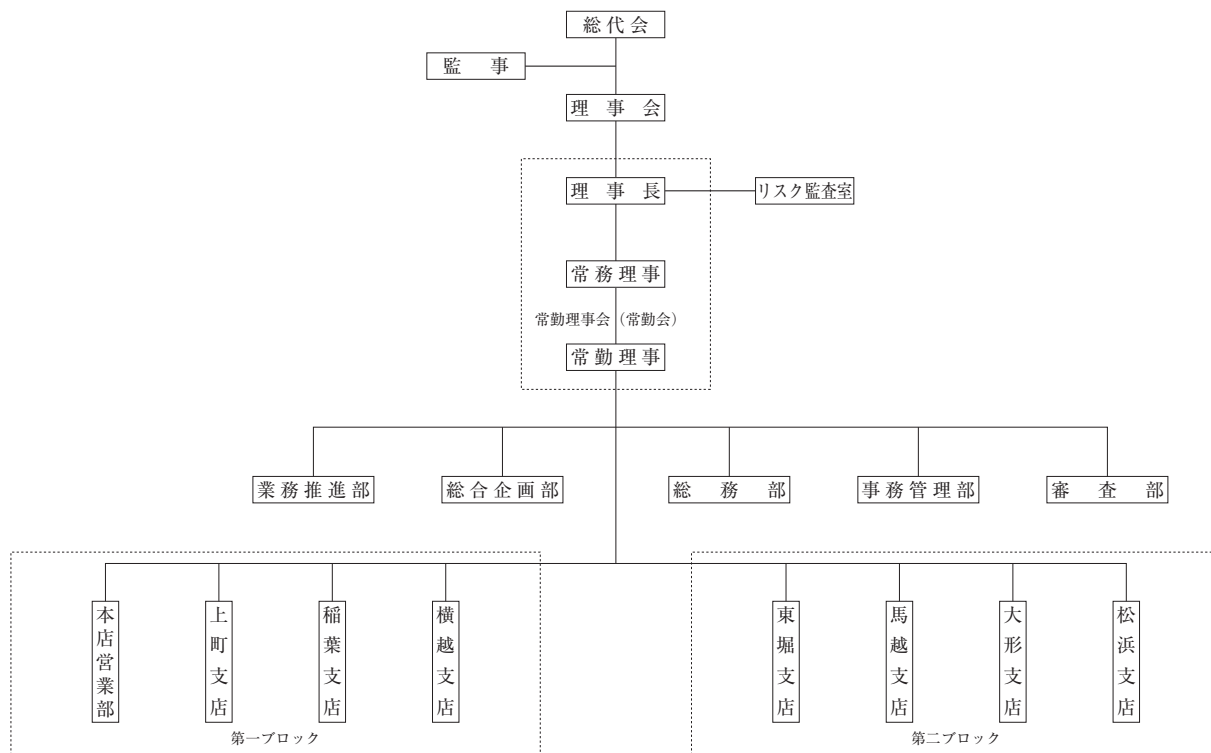 総代会
監事
理事会
理事長
リスク監査室
常務理事
常勤理事会（常勤会）
常勤理事
業務推進部
総合企画部
総務部
事務管理部
審査部
本店営業部
上町支店
稲葉支店
横越支店
東堀支店
馬越支店
大形支店
松浜支店
第一ブロック
第二ブロック